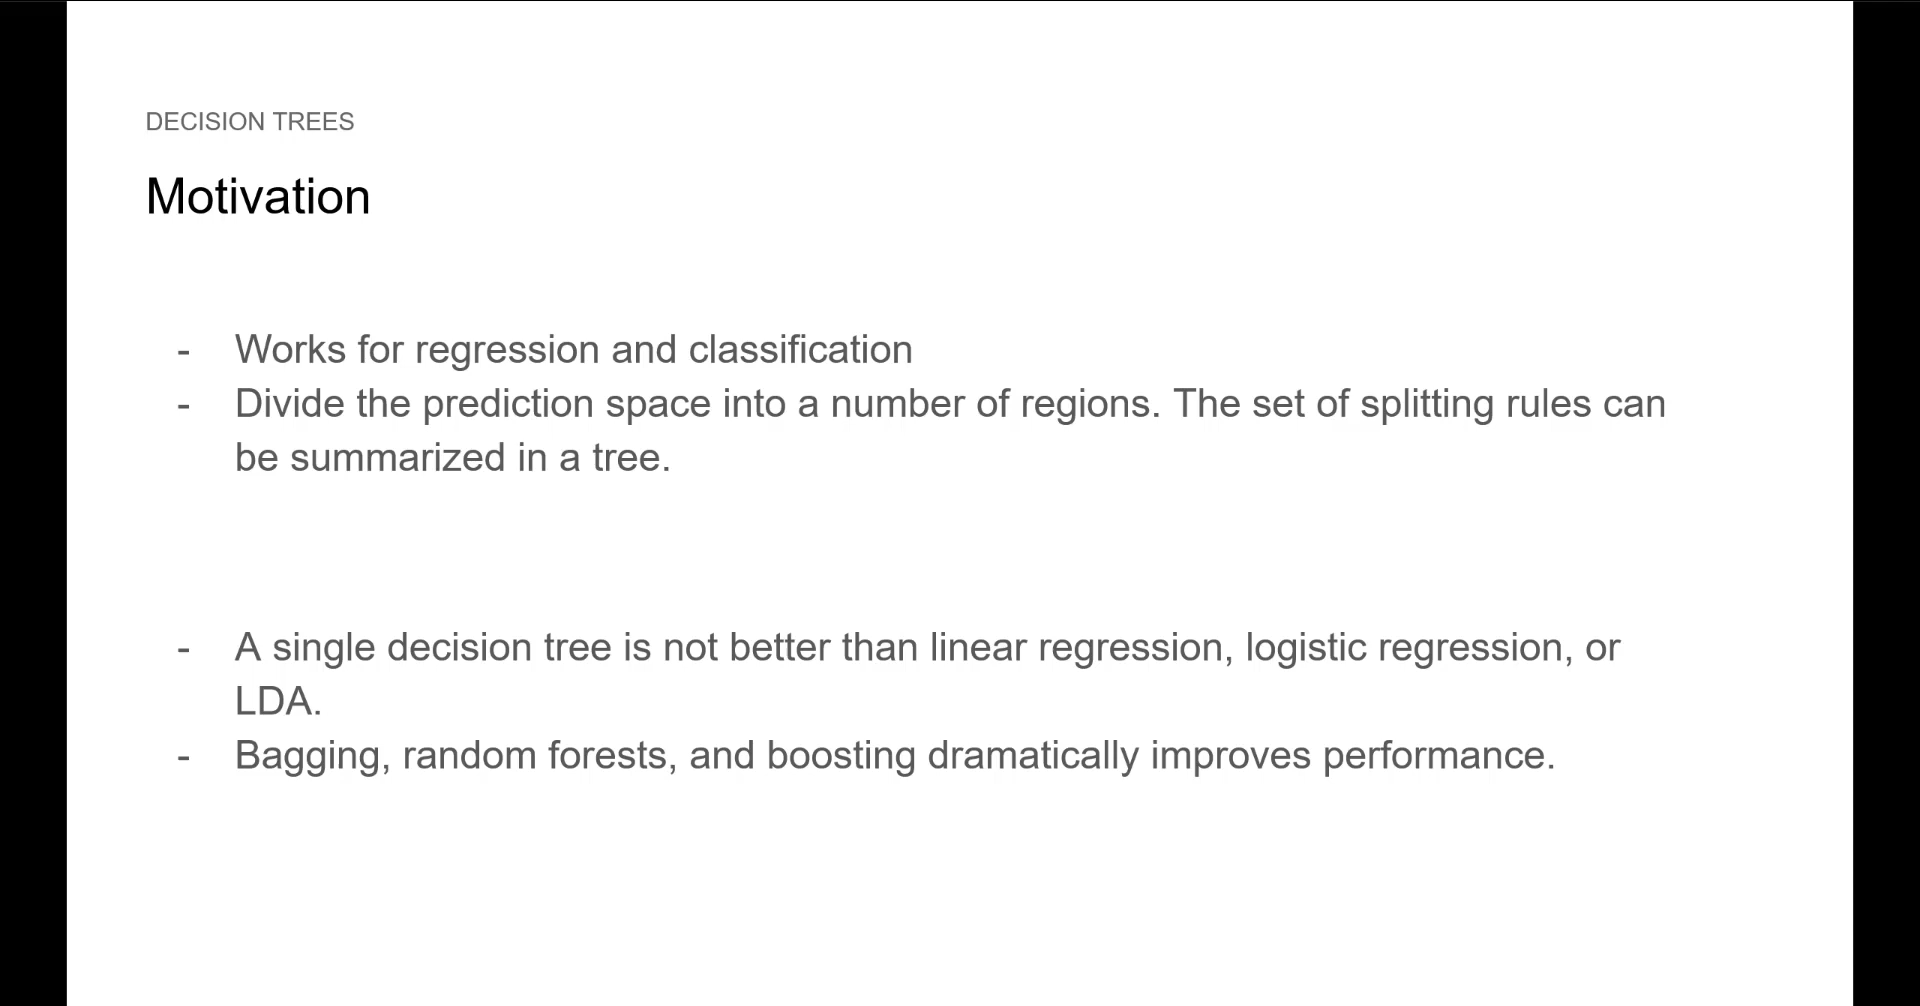 DECISION TREES
Motivation
- Works for regression and classification
- Divide the prediction space into a number of regions. The set of splitting rules can
be summarized in a tree.
- A single decision tree is not better than linear regression, logistic regression, or
LDA.
- Bagging, random forests, and boosting dramatically improves performance.